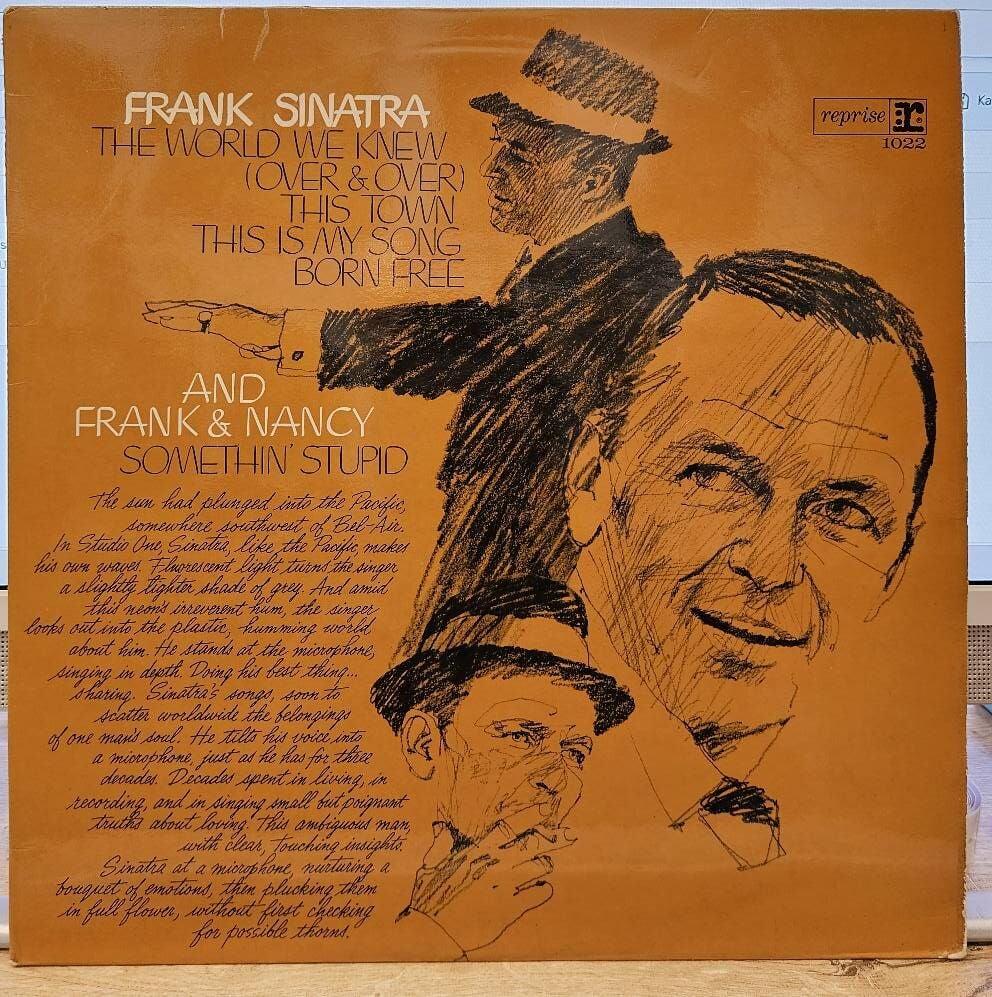 FRANK SINATRA
THE WORLD WE KNEW
(OVER & OVER)
THIS TOWN
THIS IS MY SONG
BORN FREE
reprise r:
1022
AND
FRANK & NANCY
SOMETHIN' STUPID
The sun had plunged into the Pacific,
somewhere southwest of Bel-Air.
In Studio One, Sinatra, like the Pacific, makes
his own waves. Fluorescent light turns the singer
a slightly lighter shade of grey. And amid
this neon's irreverent hum, the singer
looks out into the plastic, humming world
about him. He stands at the microphone,
singing in depth. Doing his best thing...
sharing. Sinatra's songs, soon to
scatter worldwide the belongings
of one man's soul. He tilts his voice into
a microphone, just as he has for three
decades. Decades spent in living, in
recording, and in singing small but poignant
truths about loving. This ambiguous man,
with clear, touching insights.
Sinatra at a microphone, nurturing a
bouquet of emotions, then plucking them
in full flower, without first checking
for possible thorns.
Ka